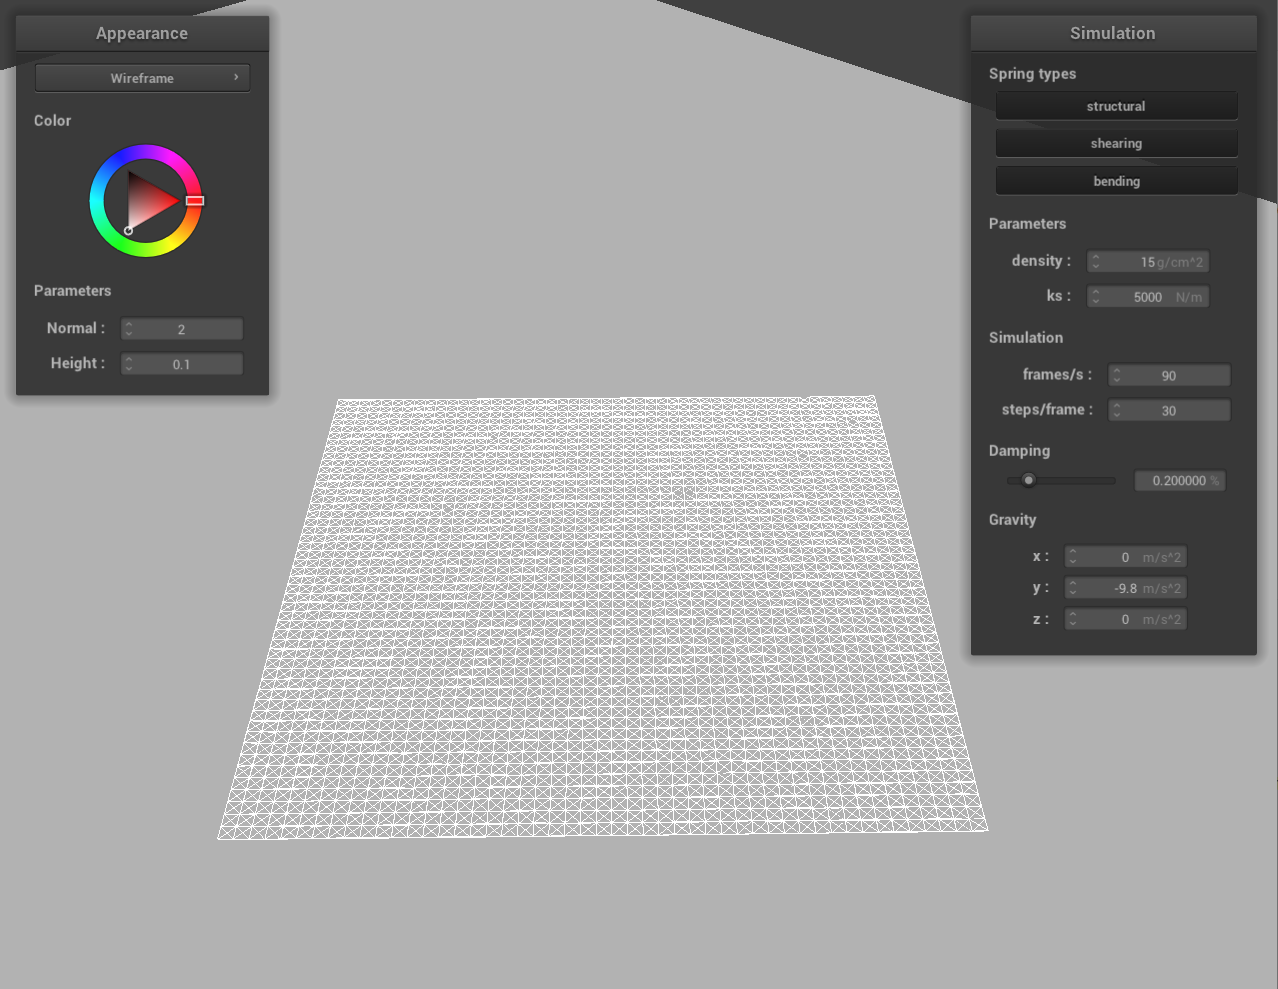 Appearance
Wireframe
Color
Parameters
Normal : 2
Height : 0.1
Simulation
Spring types
structural
shearing
bending
Parameters
density : 15 g/cm^2
ks : 5000 N/m
Simulation
frames/s : 90
steps/frame : 30
Damping
0.200000 %
Gravity
x : 0 m/s^2
y : -9.8 m/s^2
z : 0 m/s^2